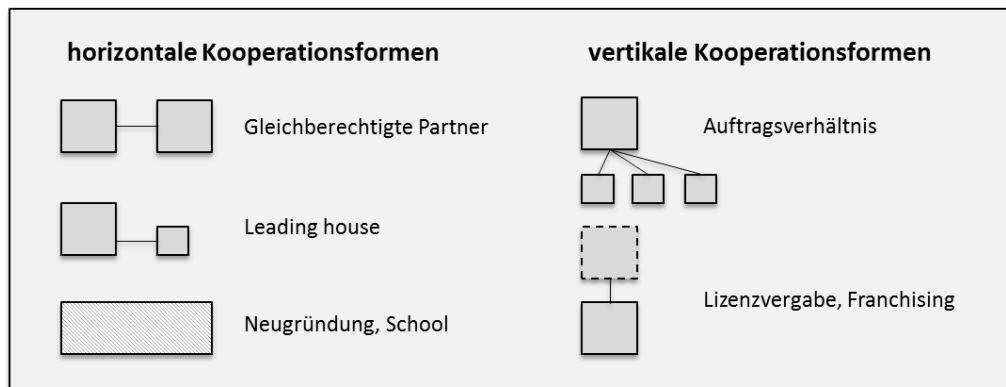 horizontale Kooperationsformen
Gleichberechtigte Partner
Leading house
Neugründung, School
vertikale Kooperationsformen
Auftragsverhältnis
Lizenzvergabe, Franchising